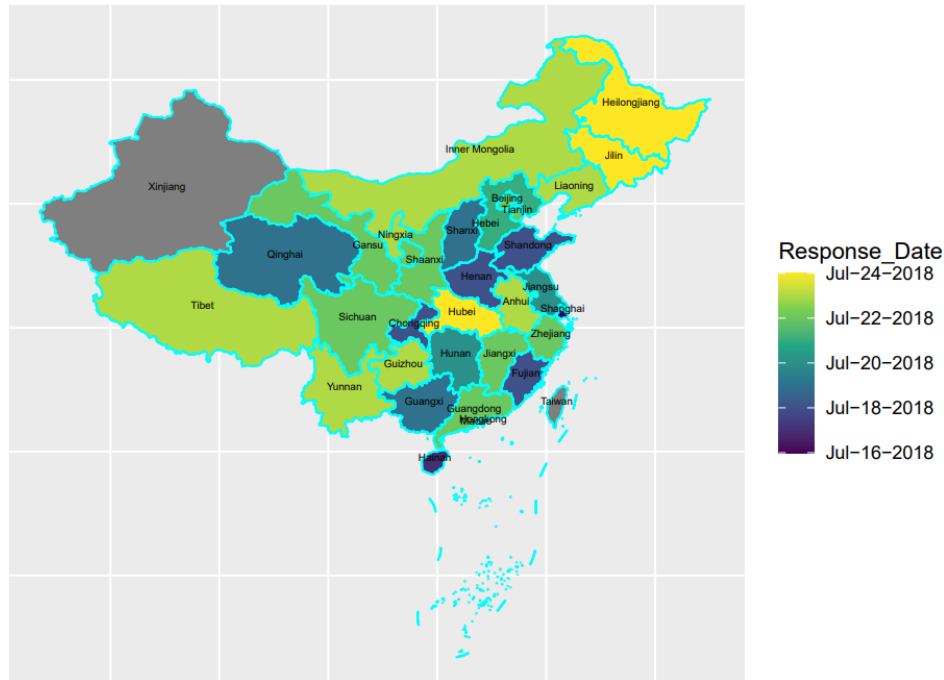 Heilongjiang
Jilin
Inner Mongolia
Liaoning
Xinjiang
Beijing
Tianjin
Hebei
Ningxia
Shanxi
Gansu
Shandong
Qinghai
Shaanxi
Henan
Jiangsu
Tibet
Anhui
Shanghai
Sichuan
Hubei
Chongqing
Zhejiang
Hunan
Jiangxi
Guizhou
Fujian
Yunnan
Guangxi
Taiwan
Guangdong
Hongkong
Macao
Hainan
Response_Date
Jul−24−2018
Jul−22−2018
Jul−20−2018
Jul−18−2018
Jul−16−2018